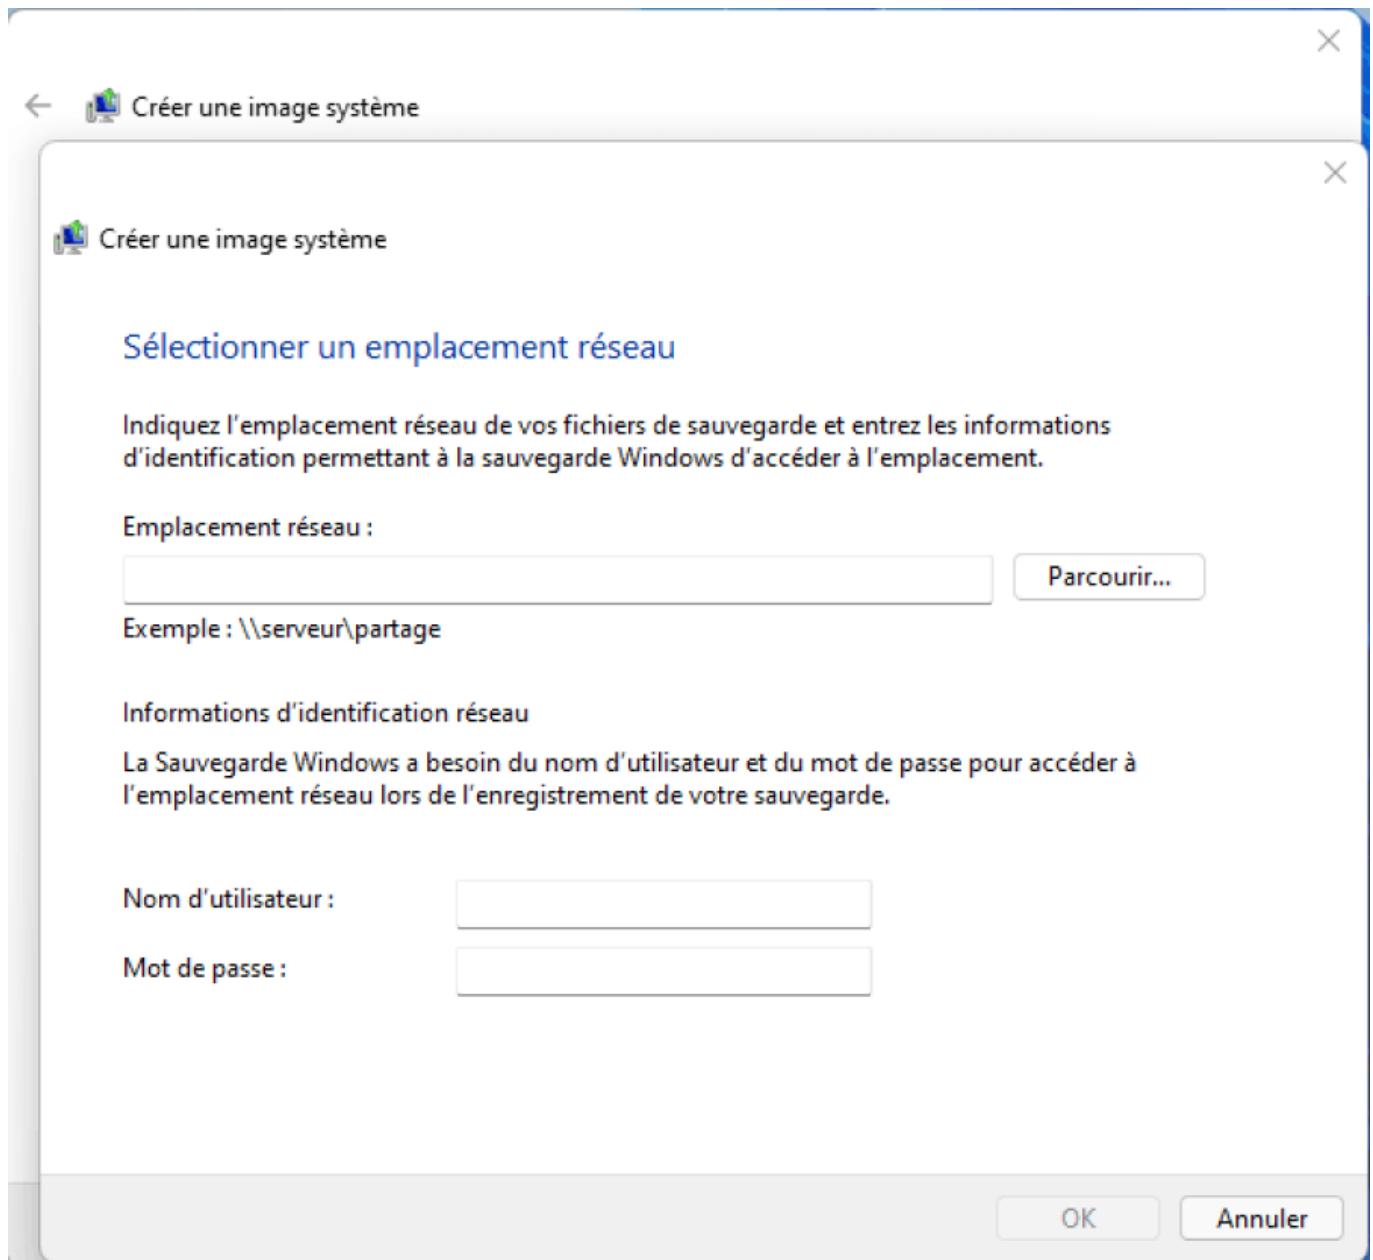 Créer une image système
Créer une image système
Sélectionner un emplacement réseau
Indiquez l'emplacement réseau de vos fichiers de sauvegarde et entrez les informations
d'identification permettant à la sauvegarde Windows d'accéder à l'emplacement.
Emplacement réseau :
Parcourir...
Exemple : \\serveur\partage
Informations d'identification réseau
La Sauvegarde Windows a besoin du nom d'utilisateur et du mot de passe pour accéder à
l'emplacement réseau lors de l'enregistrement de votre sauvegarde.
Nom d'utilisateur :
Mot de passe :
OK Annuler